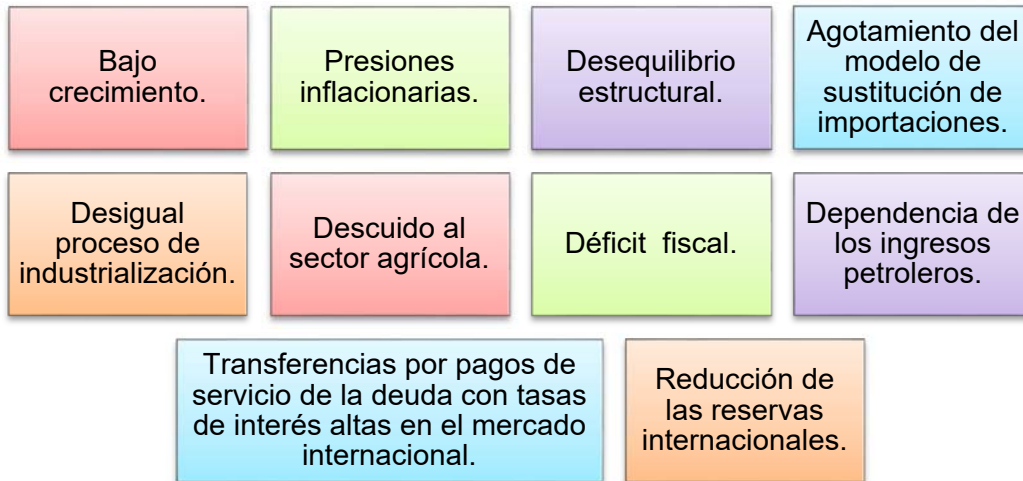 Bajo
crecimiento.
Presiones
inflacionarias.
Desequilibrio
estructural.
Agotamiento del
modelo de
sustitución de
importaciones.
Desigual
proceso de
industrialización.
Descuido al
sector agrícola.
Déficit  fiscal.
Dependencia de
los ingresos
petroleros.
Transferencias por pagos de
servicio de la deuda con tasas
de interés altas en el mercado
internacional.
Reducción de
las reservas
internacionales.